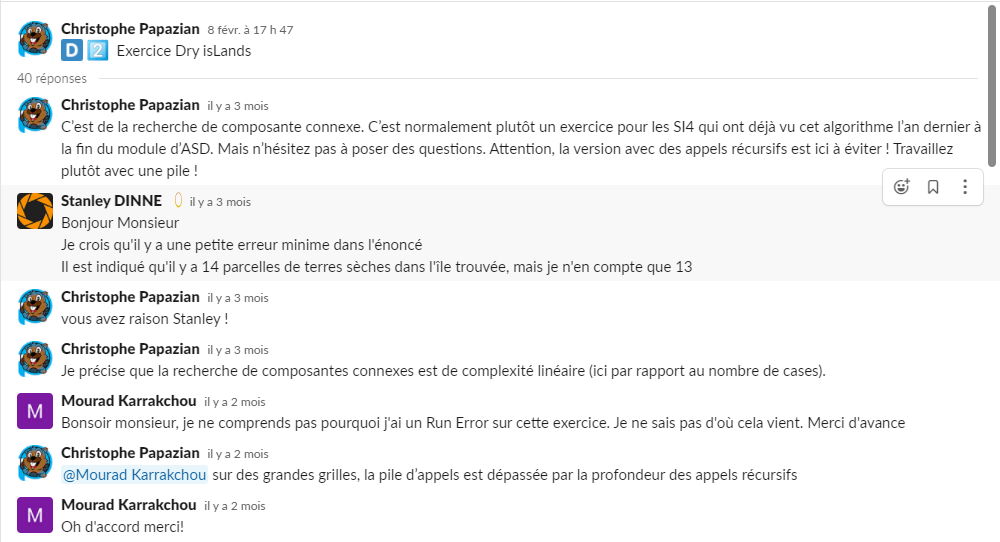 Christophe Papazian 8 févr. à 17 h 47
D 2 Exercice Dry isLands
40 réponses
Christophe Papazian il y a 3 mois
C'est de la recherche de composante connexe. C'est normalement plutôt un exercice pour les SI4 qui ont déjà vu cet algorithme l'an dernier à
la fin du module d'ASD. Mais n'hésitez pas à poser des questions. Attention, la version avec des appels récursifs est ici à éviter ! Travaillez
plutôt avec une pile !
Stanley DINNE il y a 3 mois
Bonjour Monsieur
Je crois qu'il y a une petite erreur minime dans l'énoncé
Il est indiqué qu'il y a 14 parcelles de terres sèches dans l'île trouvée, mais je n'en compte que 13
Christophe Papazian il y a 3 mois
vous avez raison Stanley !
Christophe Papazian il y a 3 mois
Je précise que la recherche de composantes connexes est de complexité linéaire (ici par rapport au nombre de cases).
M
Mourad Karrakchou il y a 2 mois
Bonsoir monsieur, je ne comprends pas pourquoi j'ai un Run Error sur cette exercice. Je ne sais pas d'où cela vient. Merci d'avance
Christophe Papazian il y a 2 mois
@Mourad Karrakchou sur des grandes grilles, la pile d'appels est dépassée par la profondeur des appels récursifs
M
Mourad Karrakchou il y a 2 mois
Oh d'accord merci!